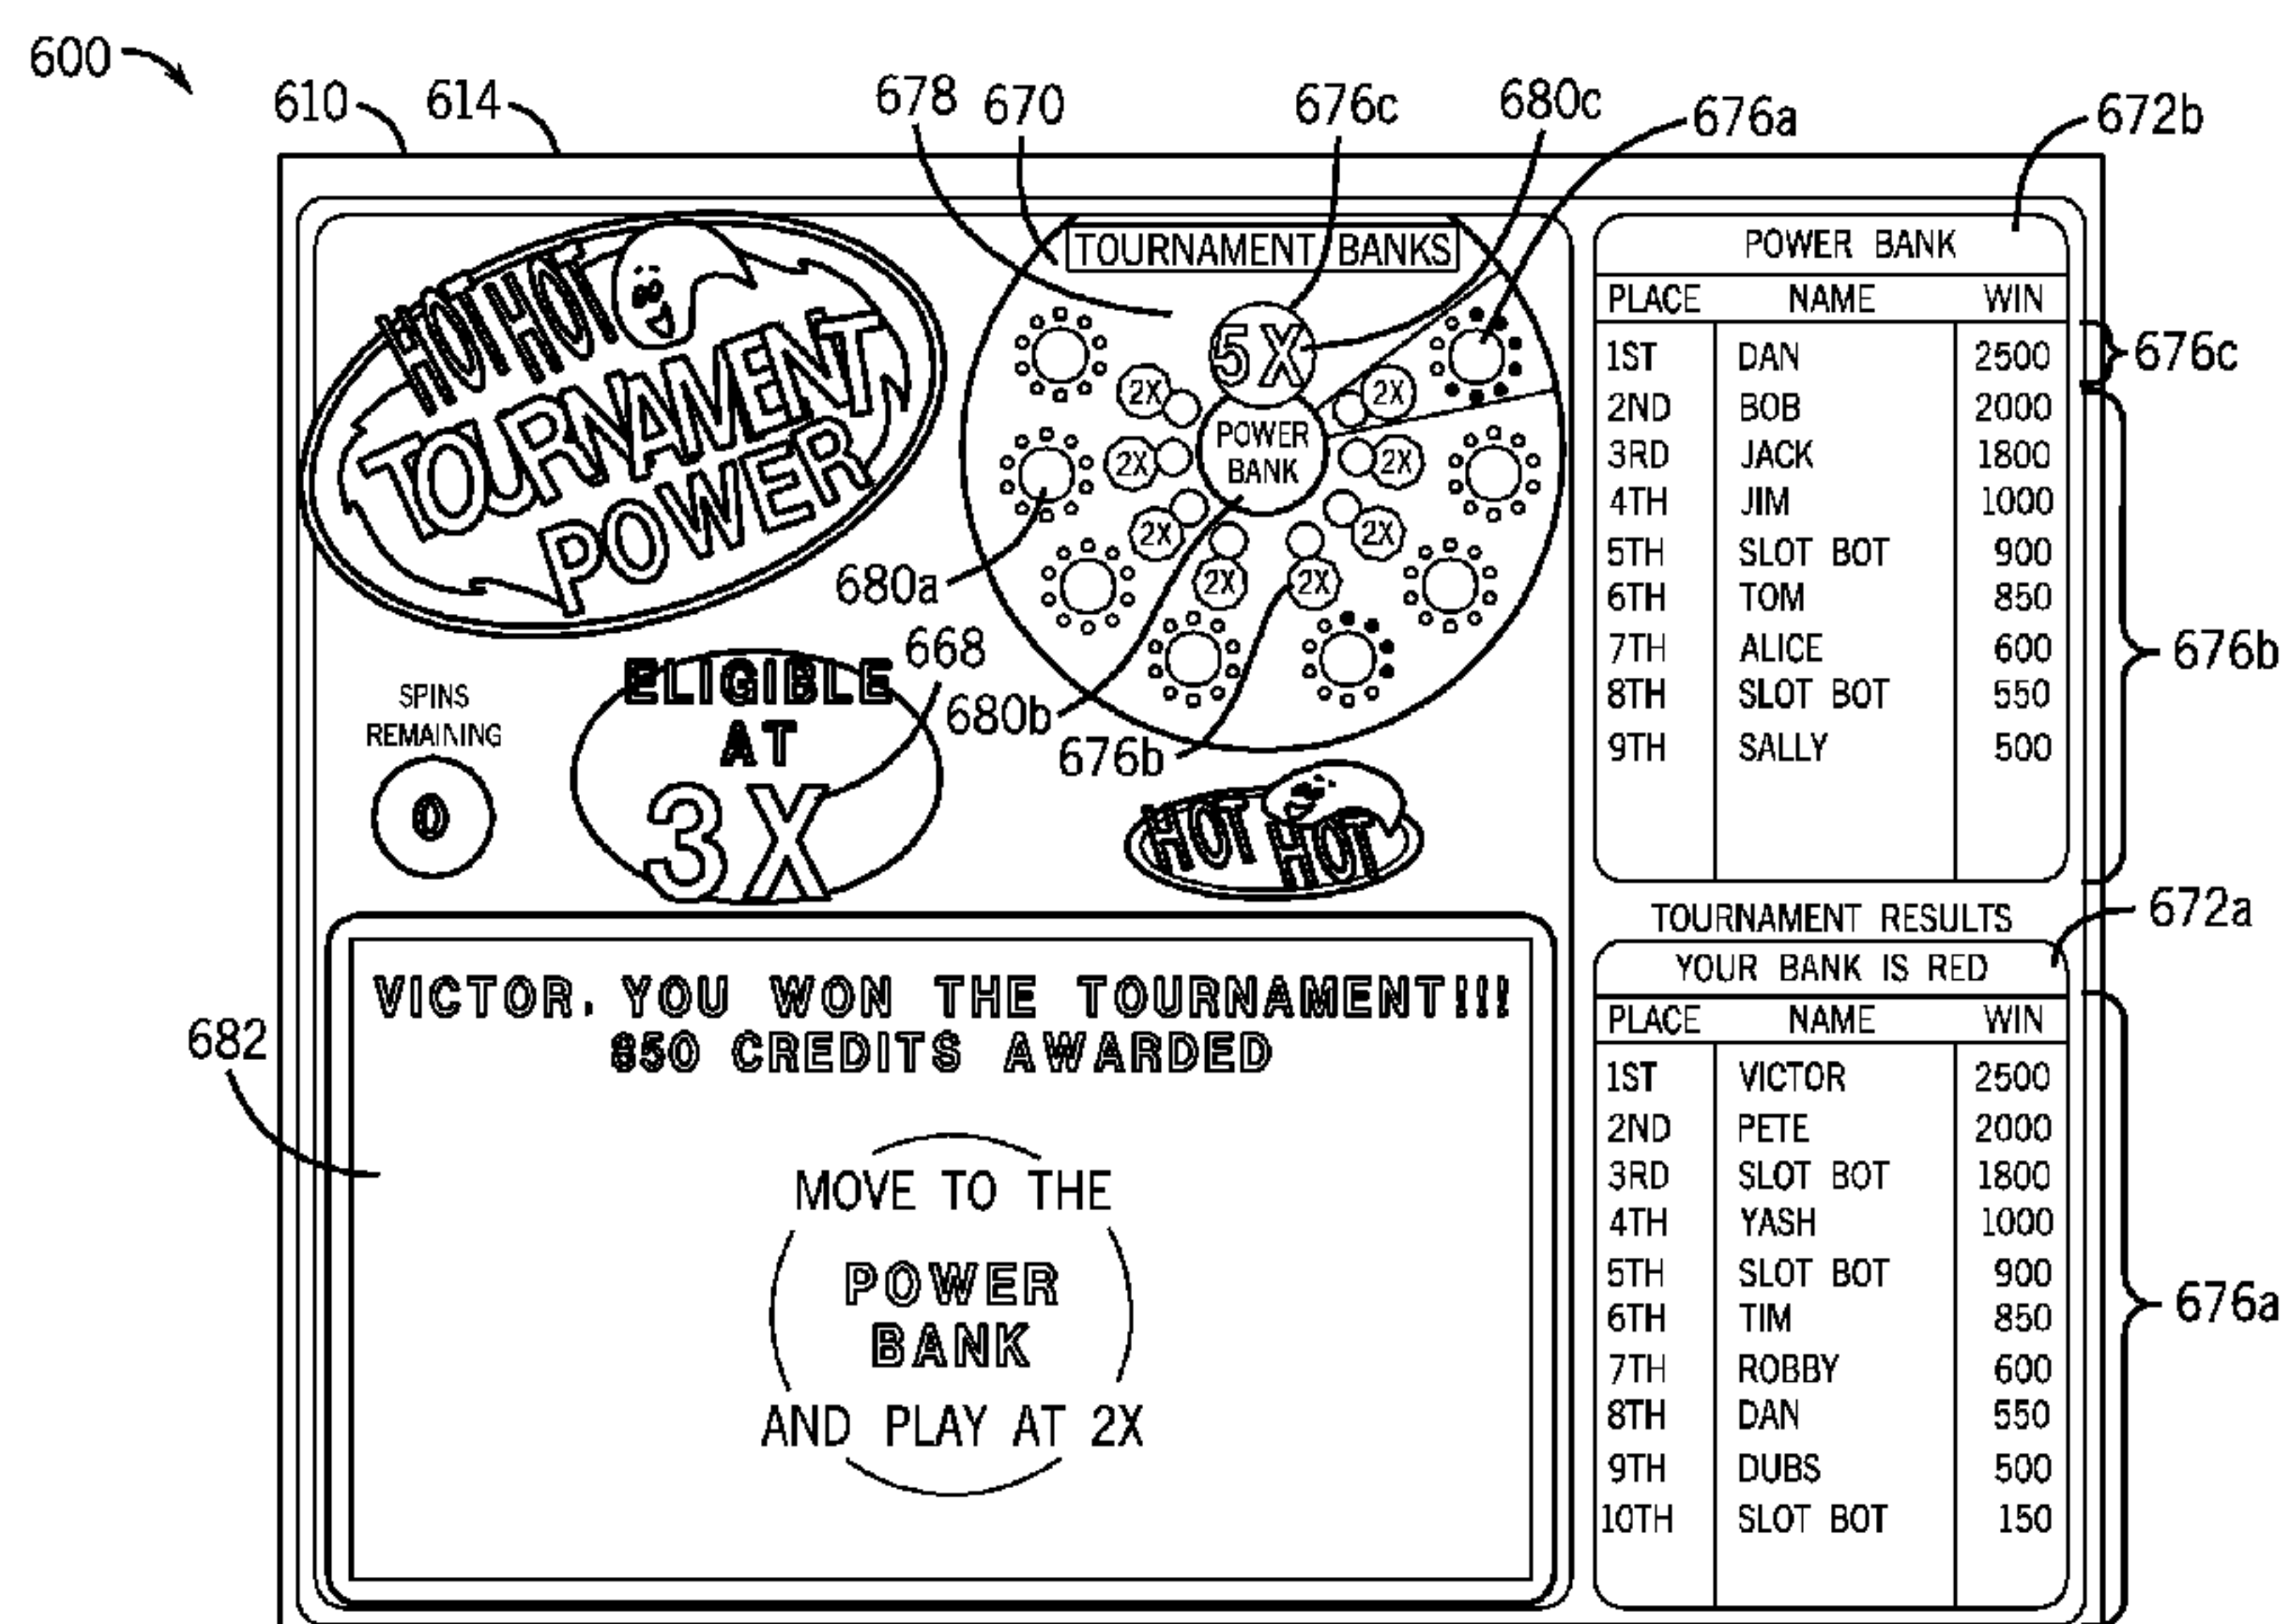 600
610 614 678 670 676c 680c 676a 672b
HOT HOT
TOURNAMENT
POWER
TOURNAMENT BANKS
5X
2X
2X
2X
2X
2X
2X
2X
2X
POWER
BANK
680a
680b
676b
668
ELIGIBLE
AT
3X
SPINS
REMAINING
0
HOT HOT
POWER BANK
PLACE NAME WIN
1ST DAN 2500
2ND BOB 2000
3RD JACK 1800
4TH JIM 1000
5TH SLOT BOT 900
6TH TOM 850
7TH ALICE 600
8TH SLOT BOT 550
9TH SALLY 500
676c
676b
TOURNAMENT RESULTS
672a
YOUR BANK IS RED
PLACE NAME WIN
1ST VICTOR 2500
2ND PETE 2000
3RD SLOT BOT 1800
4TH YASH 1000
5TH SLOT BOT 900
6TH TIM 850
7TH ROBBY 600
8TH DAN 550
9TH DUBS 500
10TH SLOT BOT 150
676a
682
VICTOR, YOU WON THE TOURNAMENT!!!
850 CREDITS AWARDED
MOVE TO THE
POWER
BANK
AND PLAY AT 2X